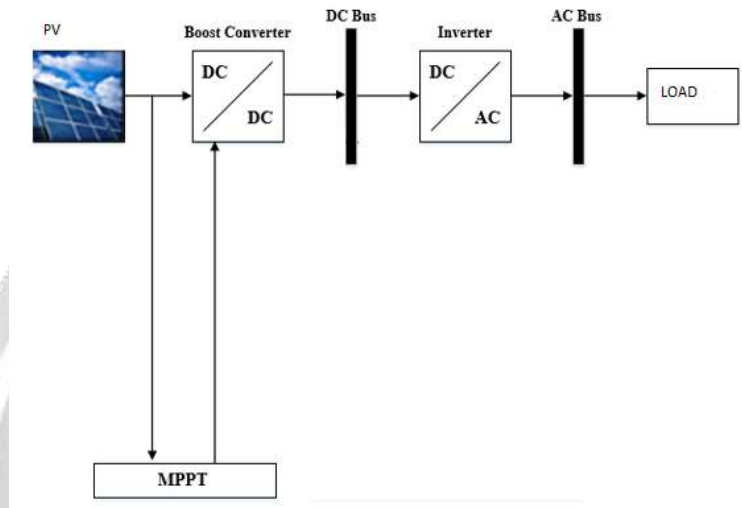 PV
Boost Converter
DC Bus
Inverter
AC Bus
DC
DC
DC
AC
LOAD
MPPT